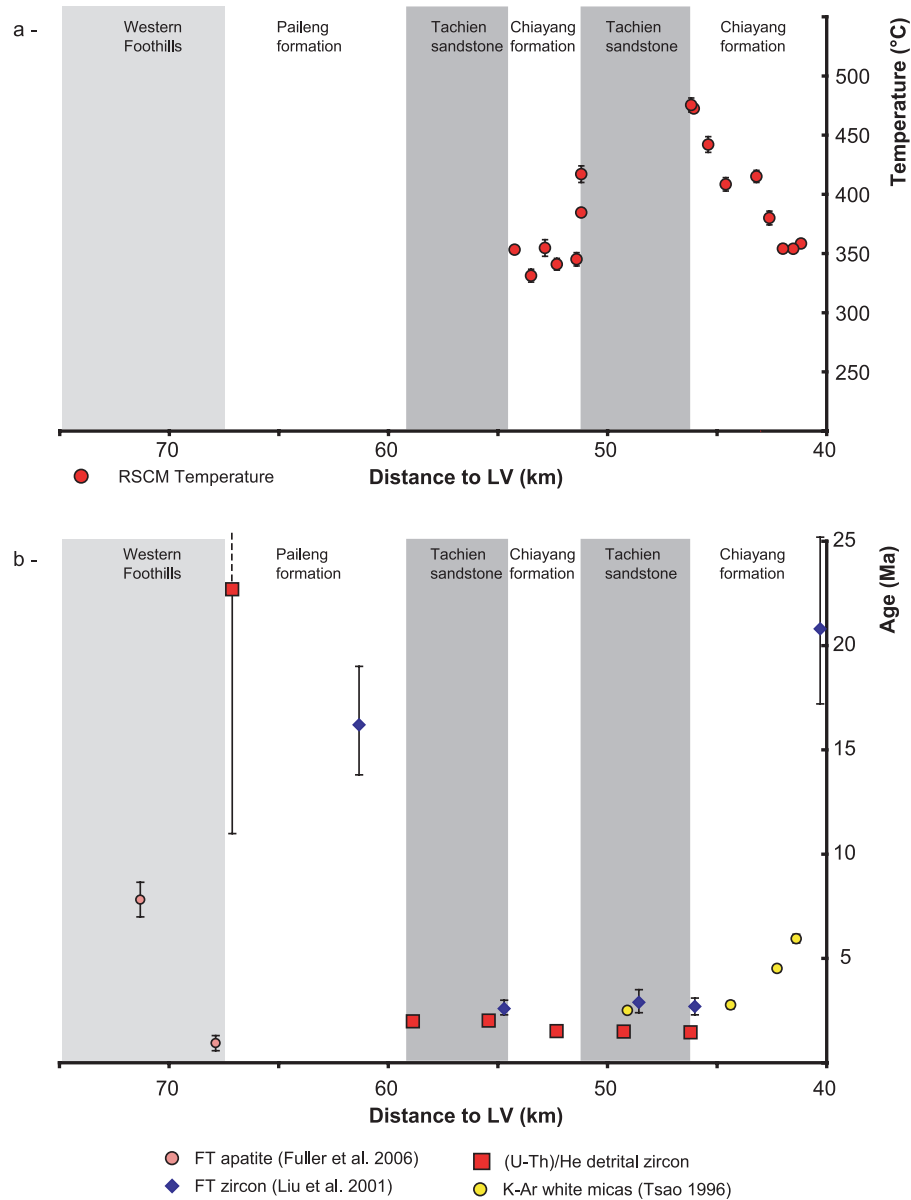 a -
Western
Foothills
Paileng
formation
Tachien
sandstone
Chiayang
formation
Tachien
sandstone
Chiayang
formation
500
450
400
350
300
250
Temperature (°C)
70
60
50
40
Distance to LV (km)
RSCM Temperature
b -
Western
Foothills
Paileng
formation
Tachien
sandstone
Chiayang
formation
Tachien
sandstone
Chiayang
formation
25
20
15
10
5
Age (Ma)
70
60
50
40
Distance to LV (km)
FT apatite (Fuller et al. 2006)
FT zircon (Liu et al. 2001)
(U-Th)/He detrital zircon
K-Ar white micas (Tsao 1996)